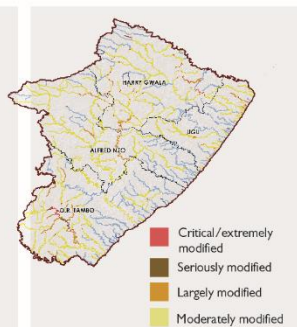 HARRY GWALA
UGU
ALFRED NZO
O.R. TAMBO
Critical/extremely
modified
Seriously modified
Largely modified
Moderately modified